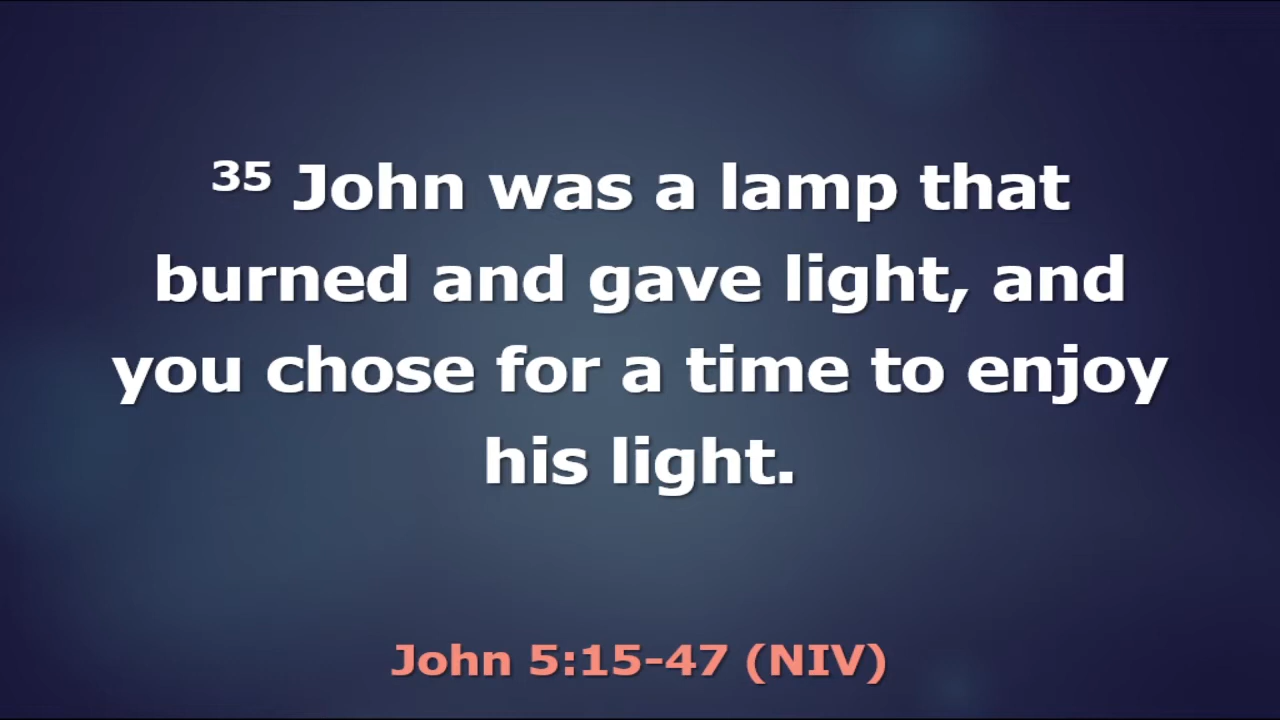 35 John was a lamp that
burned and gave light, and
you chose for a time to enjoy
his light.
John 5:15-47 (NIV)